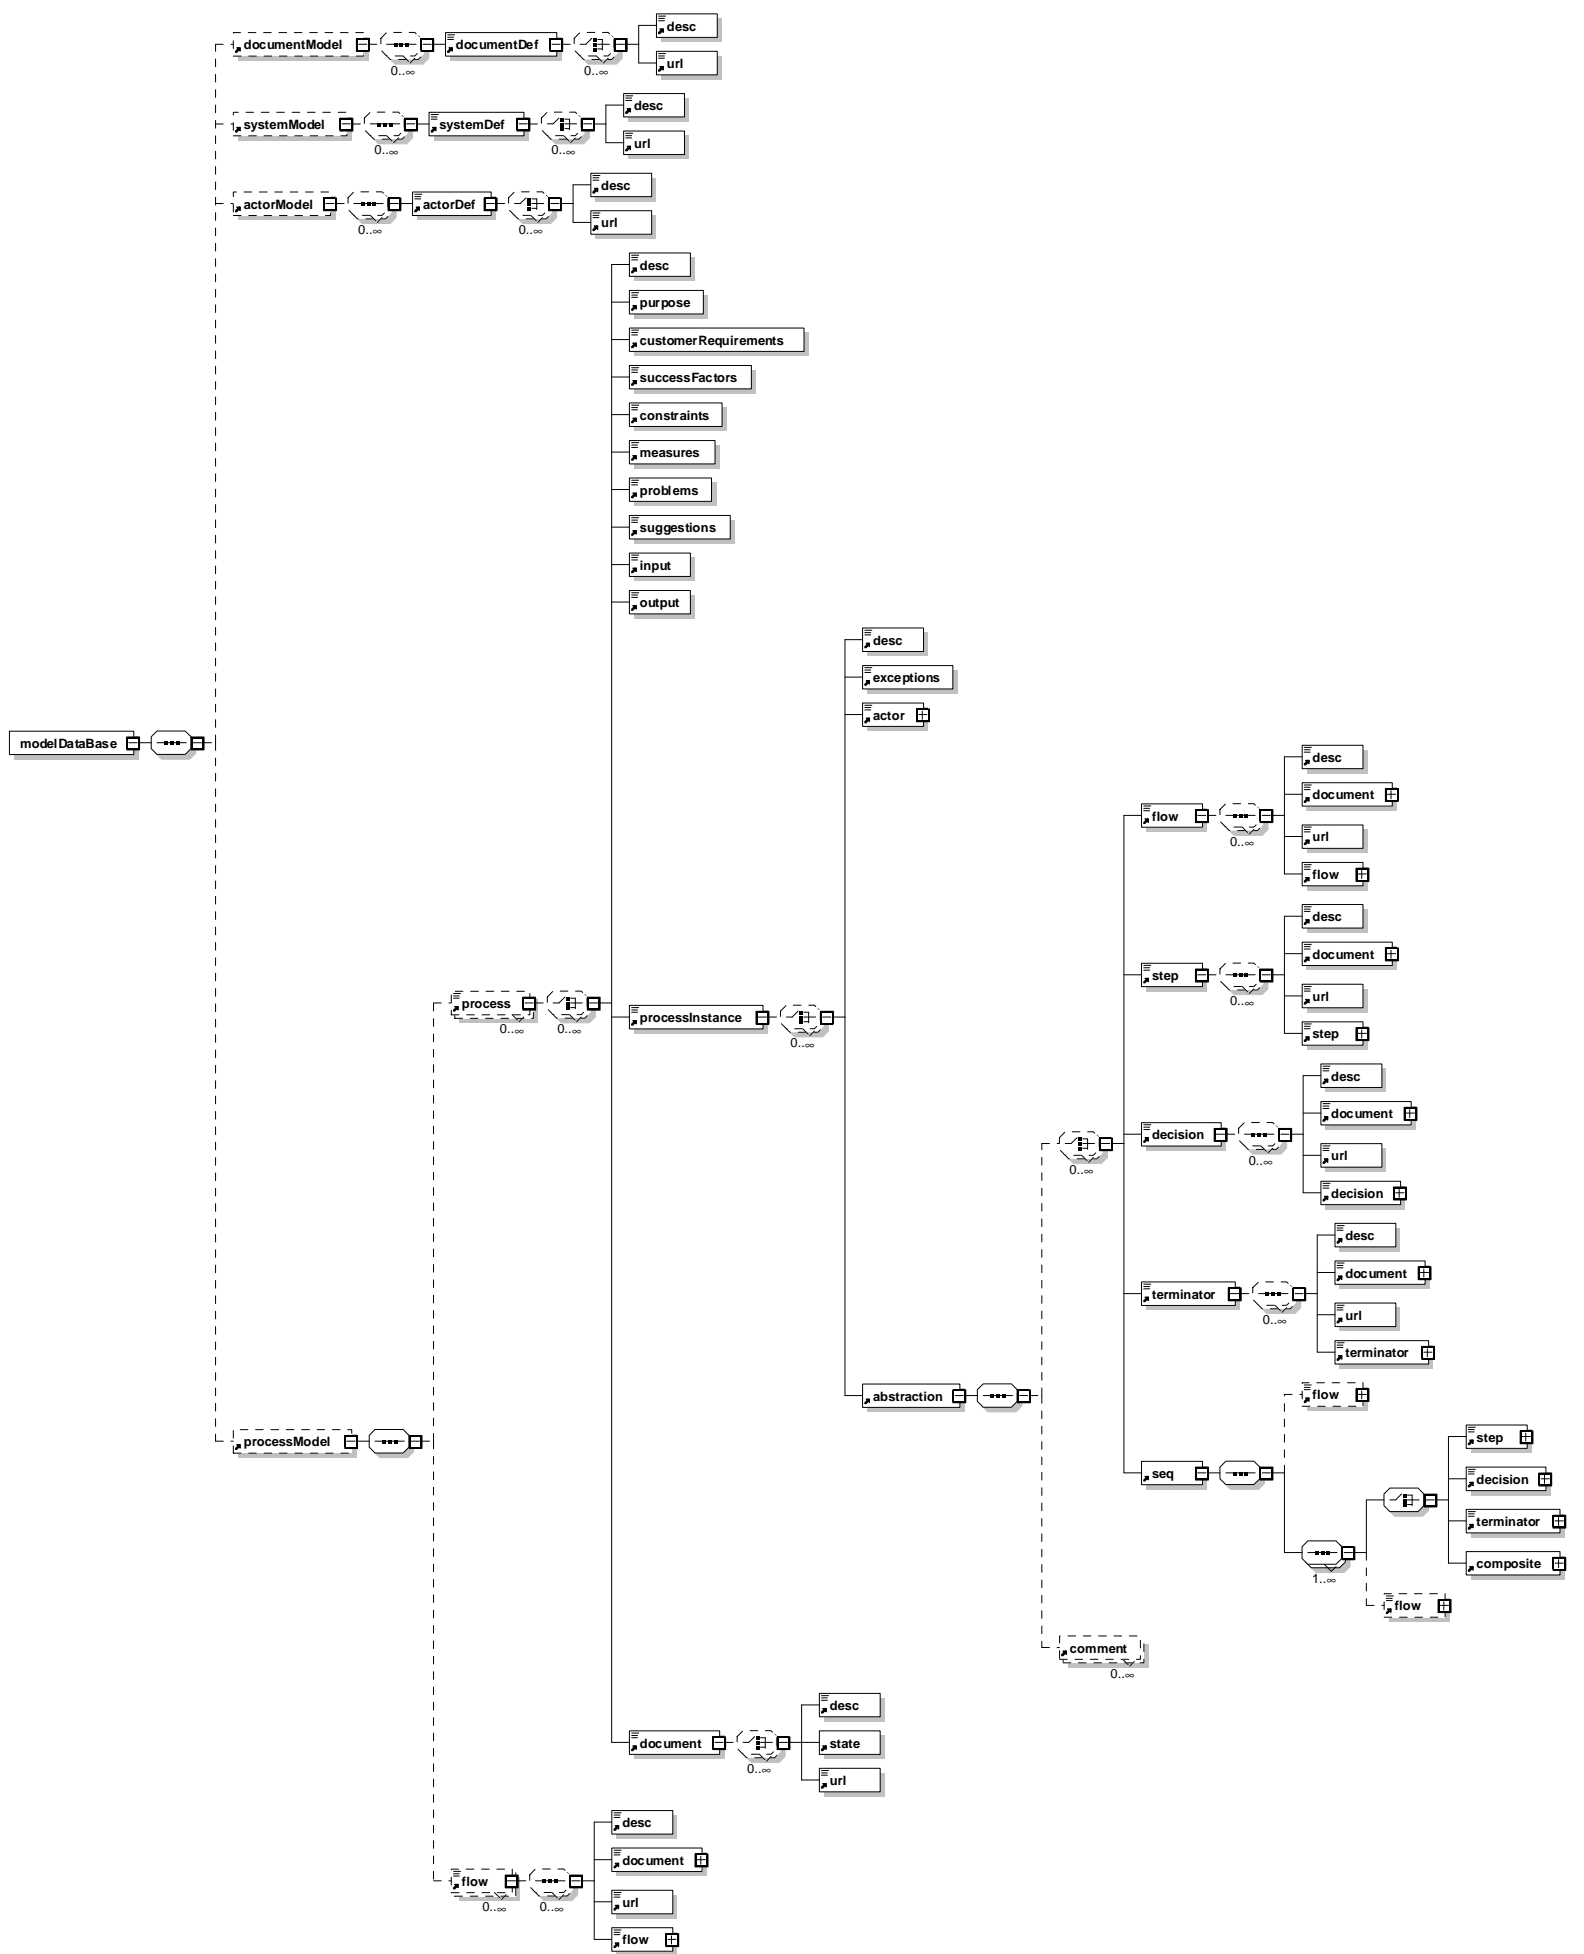 documentModel
0..∞
documentDef
0..∞
desc
url
systemModel
0..∞
systemDef
0..∞
desc
url
actorModel
0..∞
actorDef
0..∞
desc
url
desc
purpose
customerRequirements
successFactors
constraints
measures
problems
suggestions
input
output
desc
exceptions
actor
modelDataBase
desc
document
flow
0..∞
url
flow
desc
document
step
0..∞
url
step
process
0..∞
0..∞
processInstance
0..∞
desc
document
decision
0..∞
url
decision
0..∞
desc
document
terminator
0..∞
url
terminator
abstraction
flow
processModel
step
seq
decision
terminator
composite
1..∞
flow
comment
0..∞
desc
document
0..∞
state
url
desc
document
flow
0..∞
0..∞
url
flow